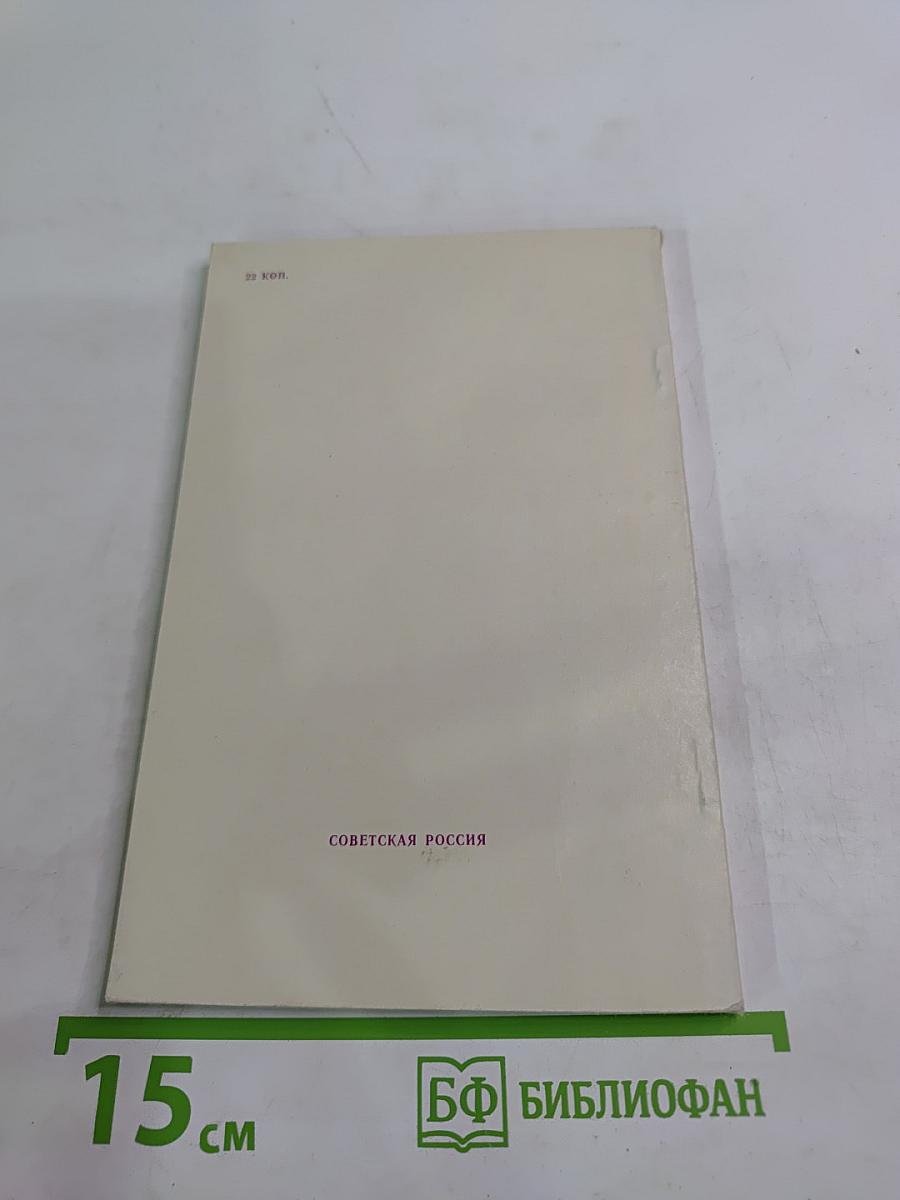 22 коп.
СОВЕТСКАЯ РОССИЯ
15 см
БФ БИБЛИОФАН